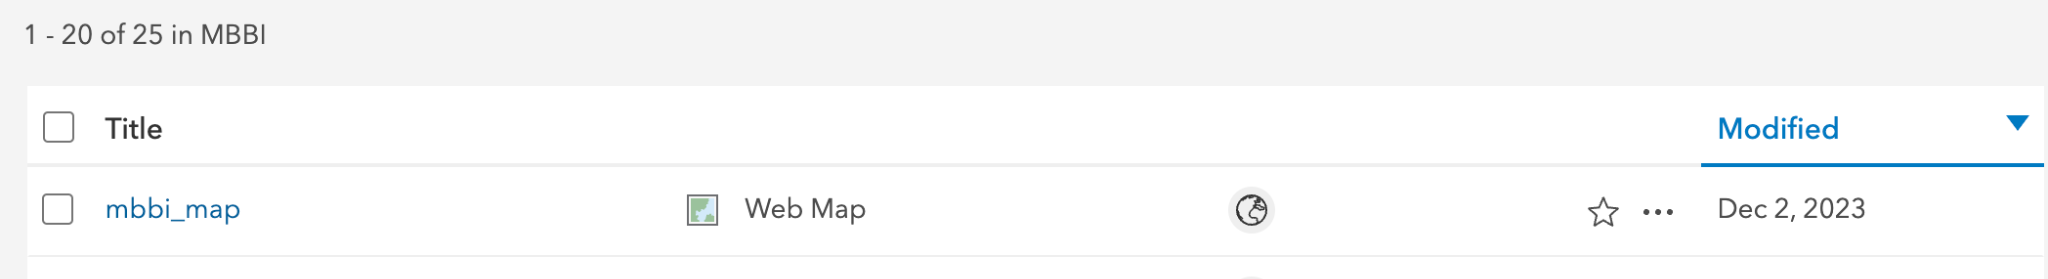 1 - 20 of 25 in MBBI
Title Modified
mbbi_map Web Map Dec 2, 2023